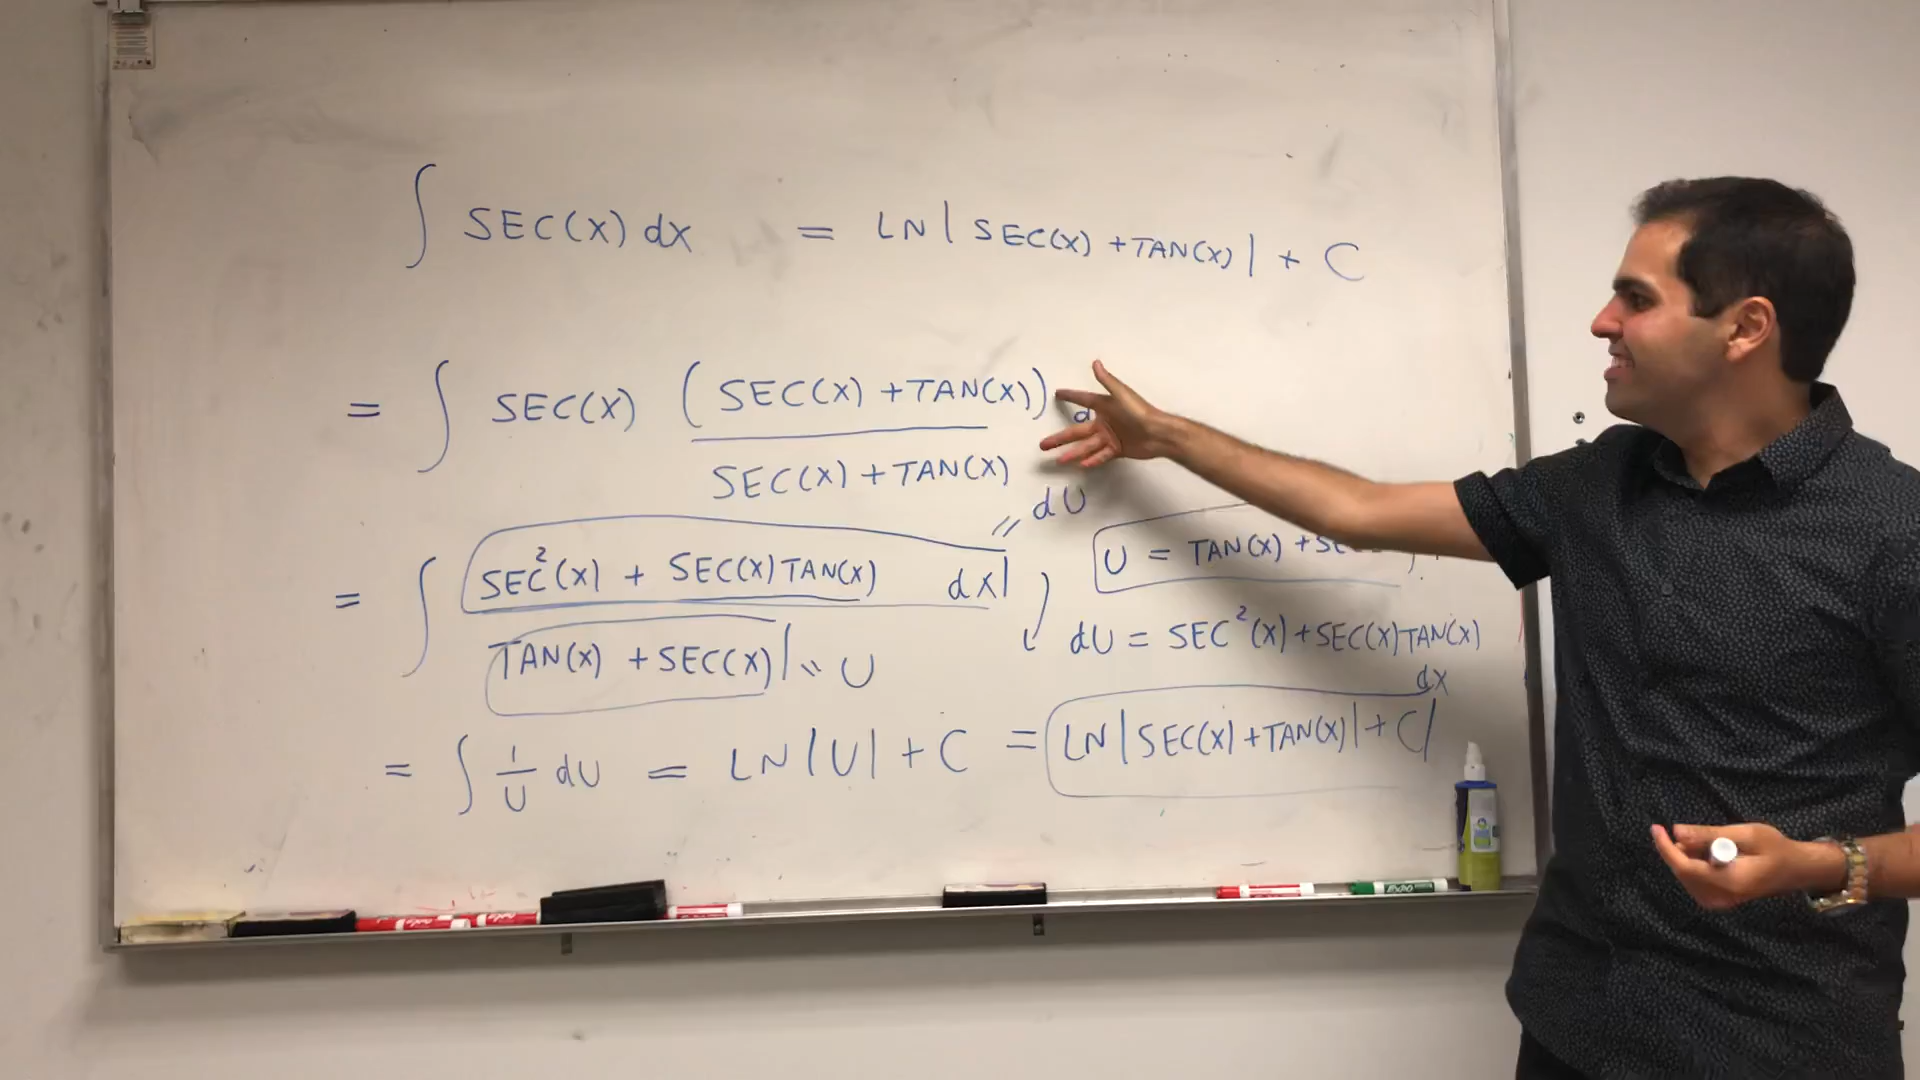 ∫ SEC(X) dX = LN | SEC(X) + TAN(X) | + C
= ∫ SEC(X) (SEC(X) + TAN(X)) d
SEC(X) + TAN(X)
dU
= ∫ SEC²(X) + SEC(X) TAN(X) dX
U = TAN(X) +
TAN(X) + SEC(X) = U
dU = SEC²(X) + SEC(X) TAN(X)
dX
= ∫ 1/U dU = LN |U| + C = LN |SEC(X) + TAN(X)| + C
EXPO